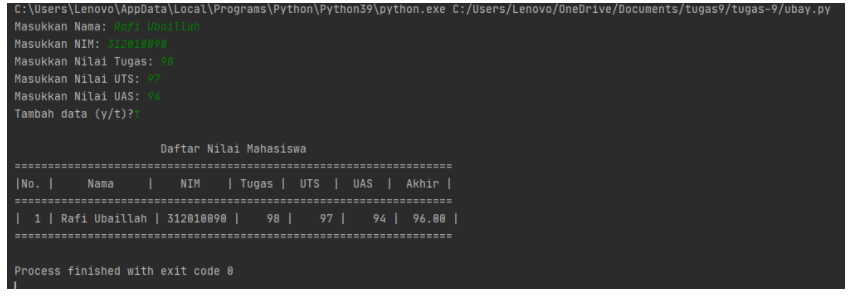 C:\Users\Lenovo\AppData\Local\Programs\Python\Python39\python.exe C:/Users/Lenovo/OneDrive/Documents/tugas9/tugas-9/ubay.py
Masukkan Nama: Rafi Ubaillah
Masukkan NIM: 312010090
Masukkan Nilai Tugas: 98
Masukkan Nilai UTS: 97
Masukkan Nilai UAS: 94
Tambah data (y/t)?t
Daftar Nilai Mahasiswa
==================================================================
|No. |     Nama     |    NIM    | Tugas |  UTS  |  UAS  |  Akhir |
==================================================================
|  1 | Rafi Ubaillah | 312010090 |    98 |    97 |    94 |  96.00 |
==================================================================
Process finished with exit code 0